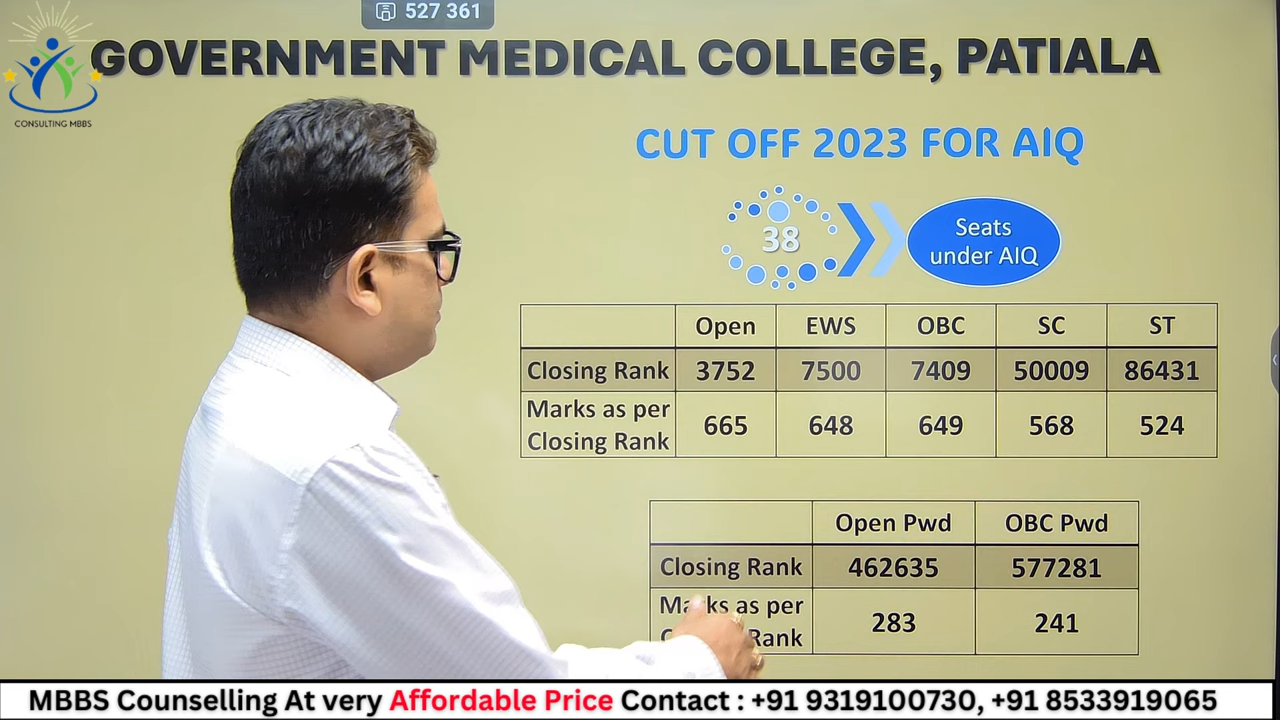 527 361
GOVERNMENT MEDICAL COLLEGE, PATIALA
CONSULTING MBBS
CUT OFF 2023 FOR AIQ
38
Seats
under AIQ
Open EWS OBC SC ST
Closing Rank 3752 7500 7409 50009 86431
Marks as per
Closing Rank 665 648 649 568 524
Open Pwd OBC Pwd
Closing Rank 462635 577281
Marks as per
Rank 283 241
MBBS Counselling At very Affordable Price Contact : +91 9319100730, +91 8533919065